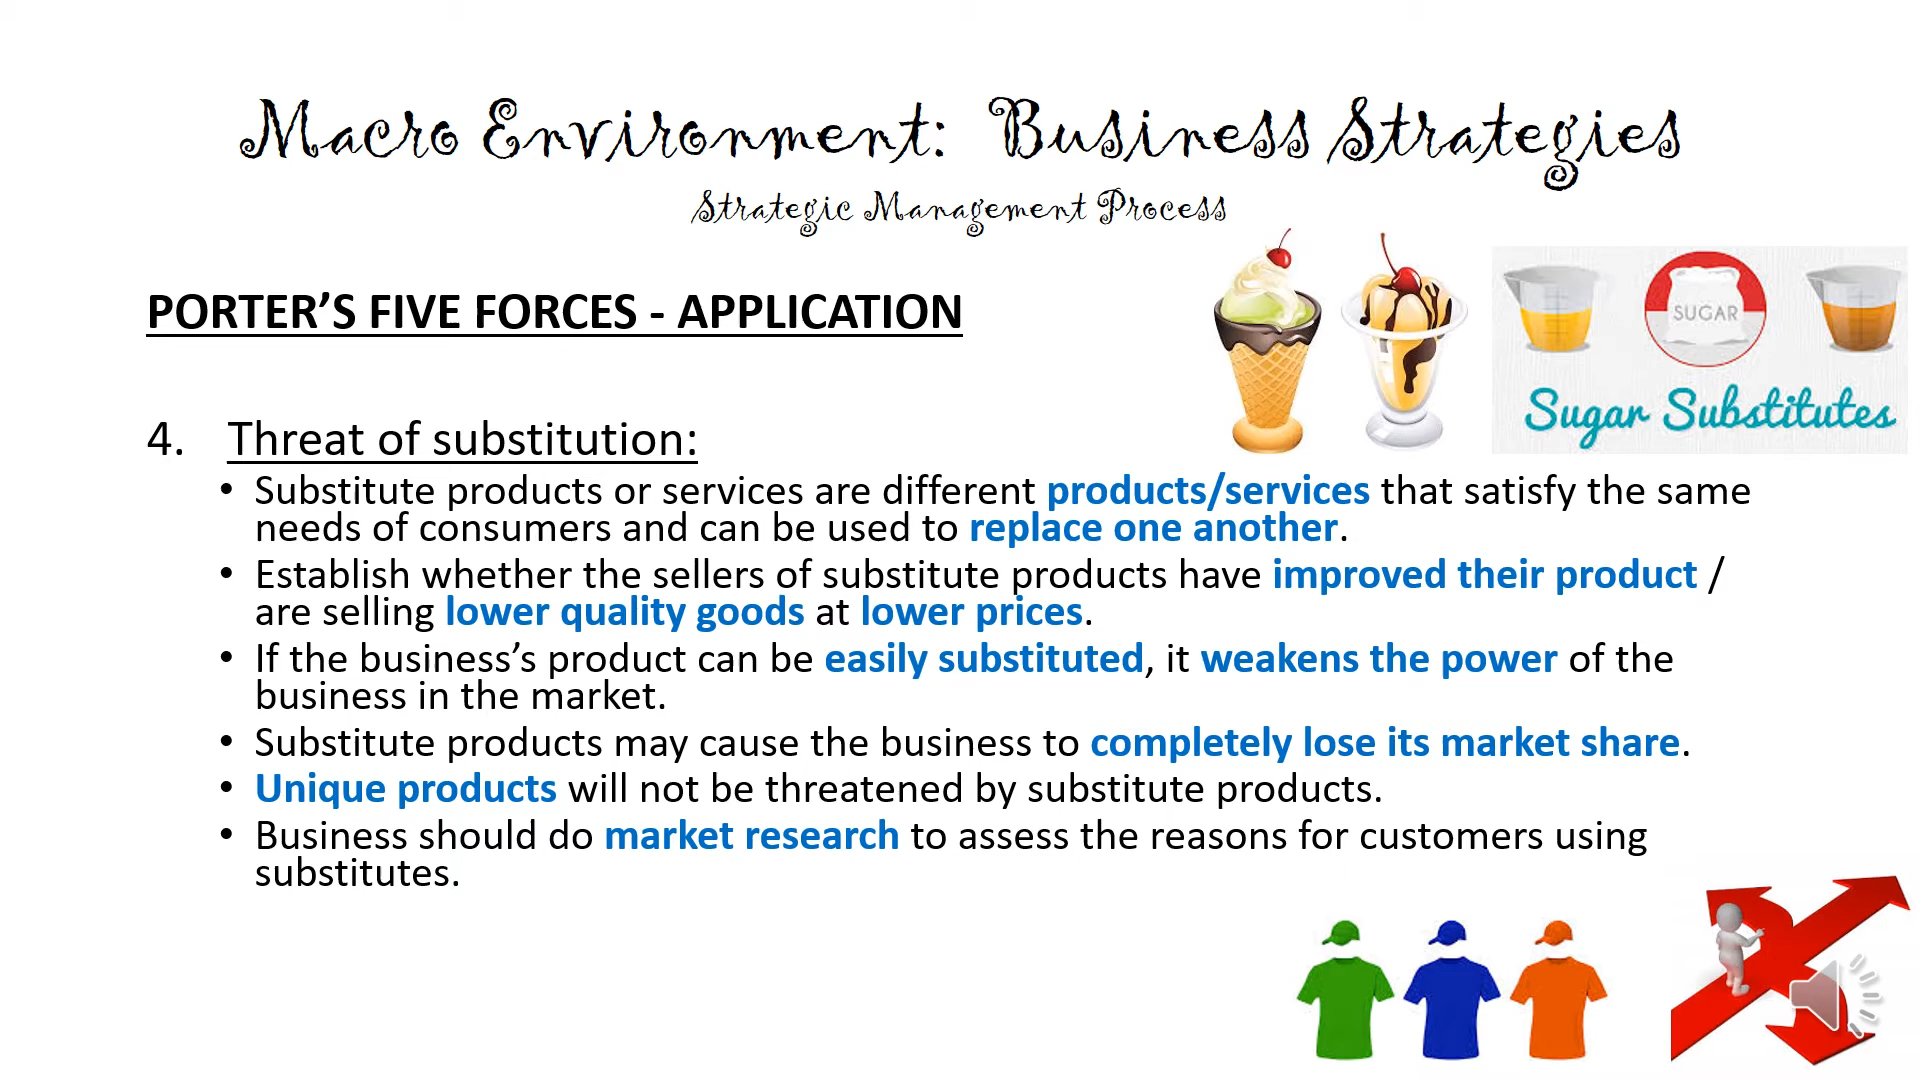 Macro Environment: Business Strategies
Strategic Management Process
PORTER’S FIVE FORCES - APPLICATION
SUGAR
Sugar Substitutes
4. Threat of substitution:
• Substitute products or services are different products/services that satisfy the same
needs of consumers and can be used to replace one another.
• Establish whether the sellers of substitute products have improved their product /
are selling lower quality goods at lower prices.
• If the business’s product can be easily substituted, it weakens the power of the
business in the market.
• Substitute products may cause the business to completely lose its market share.
• Unique products will not be threatened by substitute products.
• Business should do market research to assess the reasons for customers using
substitutes.